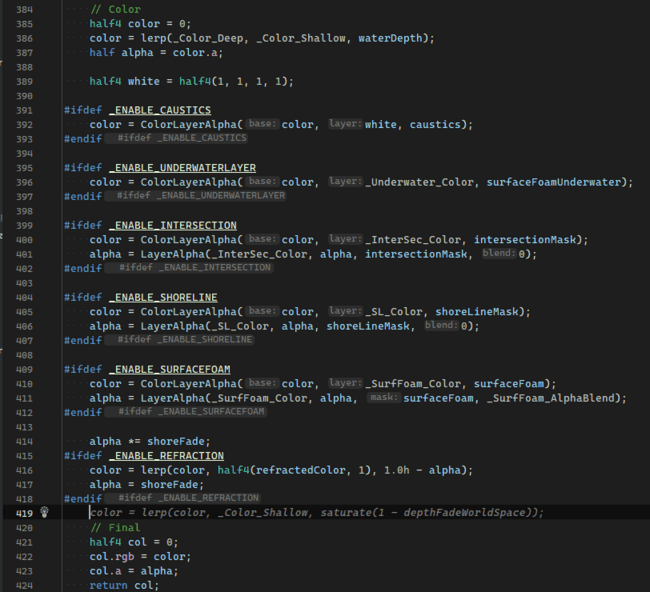 384 // Color
385 half4 color = 0;
386 color = lerp(_Color_Deep, _Color_Shallow, waterDepth);
387 half alpha = color.a;
388
389 half4 white = half4(1, 1, 1, 1);
390
391 #ifdef _ENABLE_CAUSTICS
392 color = ColorLayerAlpha( base: color, layer: white, caustics);
393 #endif #ifdef _ENABLE_CAUSTICS
394
395 #ifdef _ENABLE_UNDERWATERLAYER
396 color = ColorLayerAlpha( base: color, layer: _Underwater_Color, surfaceFoamUnderwater);
397 #endif #ifdef _ENABLE_UNDERWATERLAYER
398
399 #ifdef _ENABLE_INTERSECTION
400 color = ColorLayerAlpha( base: color, layer: _InterSec_Color, intersectionMask);
401 alpha = LayerAlpha(_InterSec_Color, alpha, intersectionMask, blend: 0);
402 #endif #ifdef _ENABLE_INTERSECTION
403
404 #ifdef _ENABLE_SHORELINE
405 color = ColorLayerAlpha( base: color, layer: _SL_Color, shoreLineMask);
406 alpha = LayerAlpha(_SL_Color, alpha, shoreLineMask, blend: 0);
407 #endif #ifdef _ENABLE_SHORELINE
408
409 #ifdef _ENABLE_SURFACEFOAM
410 color = ColorLayerAlpha( base: color, layer: _SurfFoam_Color, surfaceFoam);
411 alpha = LayerAlpha(_SurfFoam_Color, alpha, mask: surfaceFoam, _SurfFoam_AlphaBlend);
412 #endif #ifdef _ENABLE_SURFACEFOAM
413
414 alpha *= shoreFade;
415 #ifdef _ENABLE_REFRACTION
416 color = lerp(color, half4(refractedColor, 1), 1.0h - alpha);
417 alpha = shoreFade;
418 #endif #ifdef _ENABLE_REFRACTION
419 color = lerp(color, _Color_Shallow, saturate(1 - depthFadeWorldSpace));
420 // Final
421 half4 col = 0;
422 col.rgb = color;
423 col.a = alpha;
424 return col;